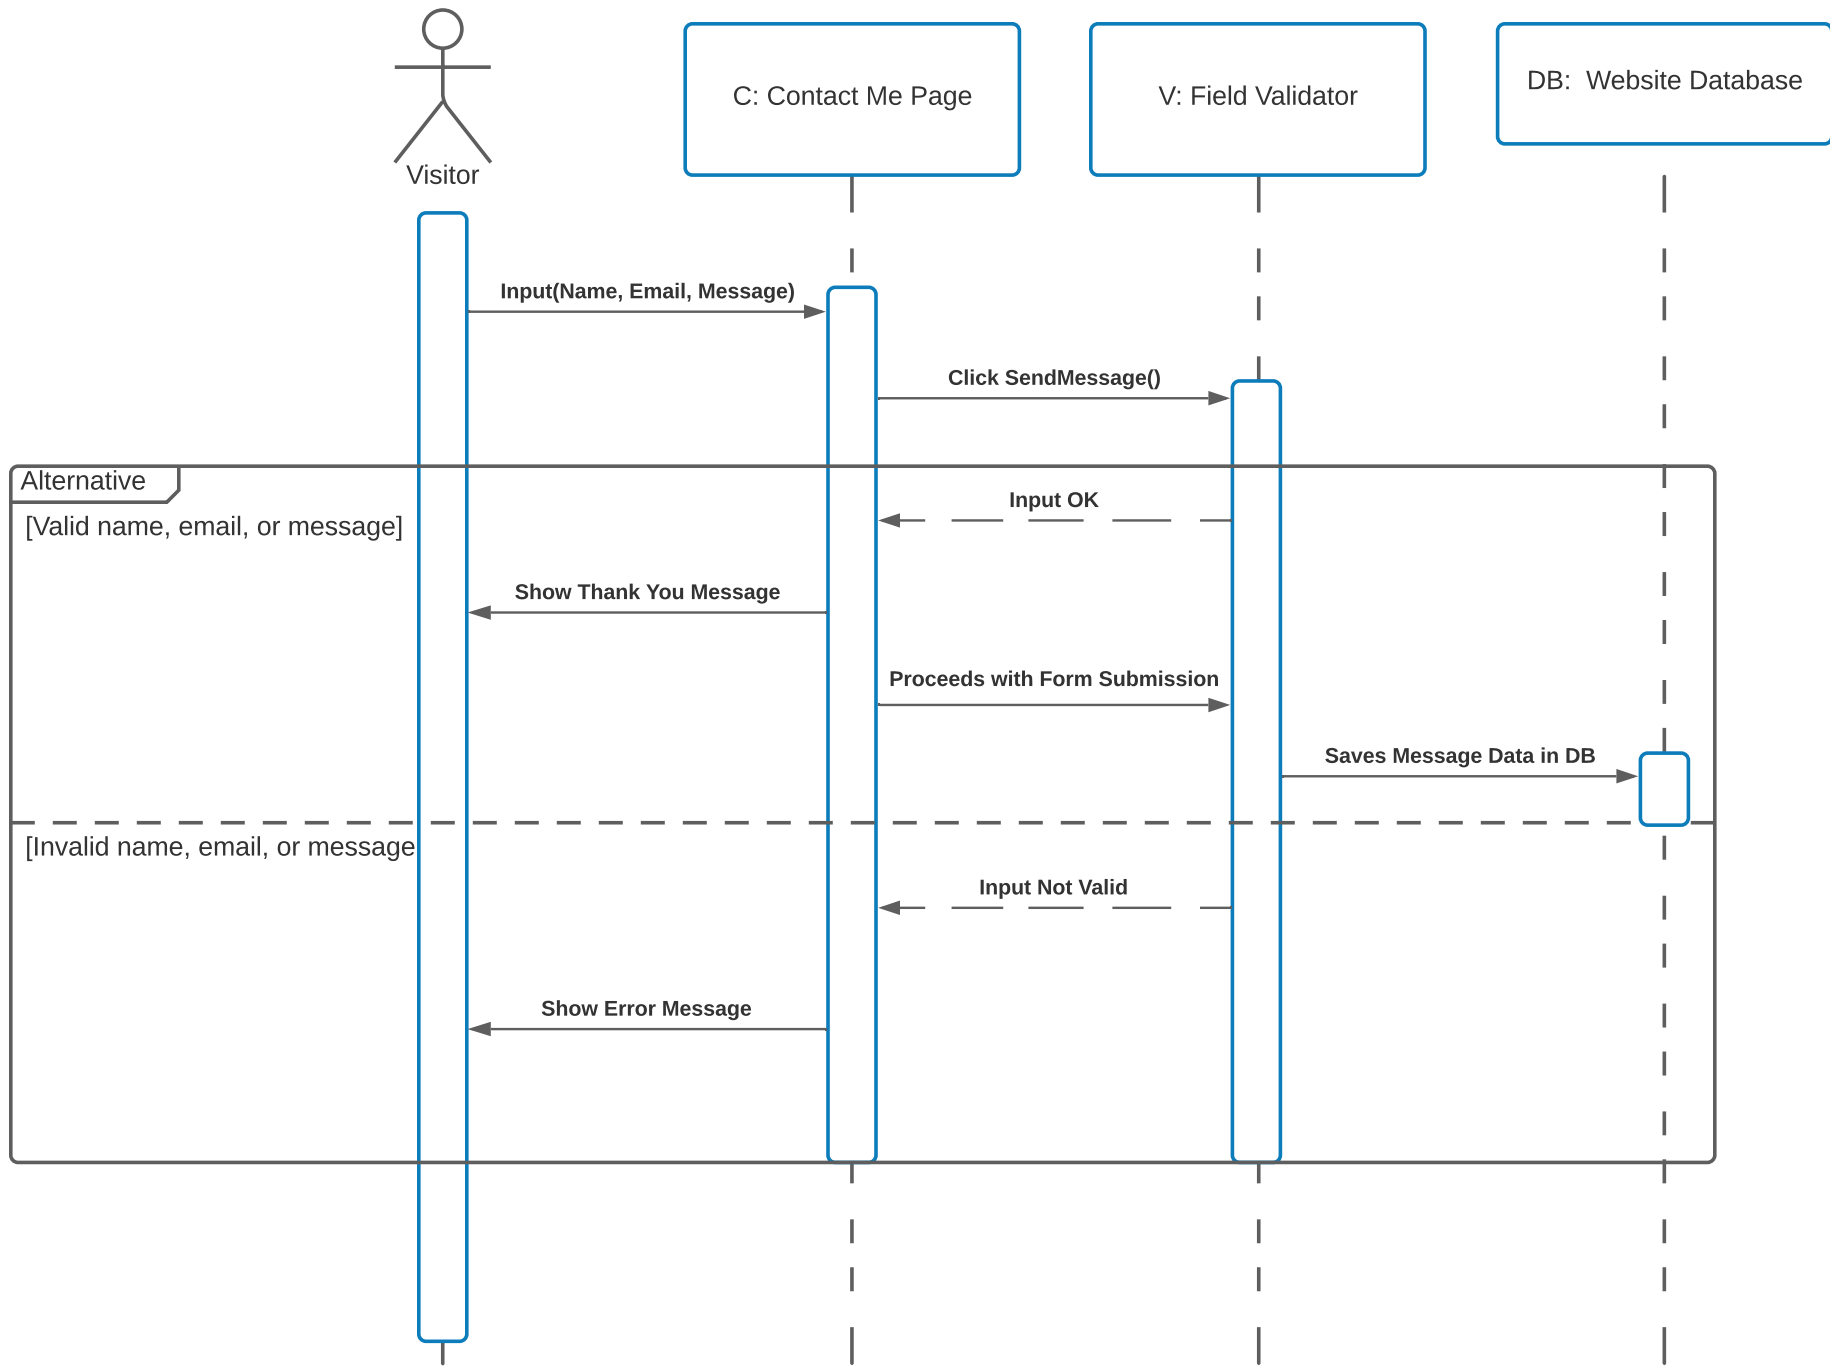 Visitor
C: Contact Me Page
V: Field Validator
DB:  Website Database
Input(Name, Email, Message)
Click SendMessage()
Alternative
[Valid name, email, or message]
Input OK
Show Thank You Message
Proceeds with Form Submission
Saves Message Data in DB
[Invalid name, email, or message
Input Not Valid
Show Error Message